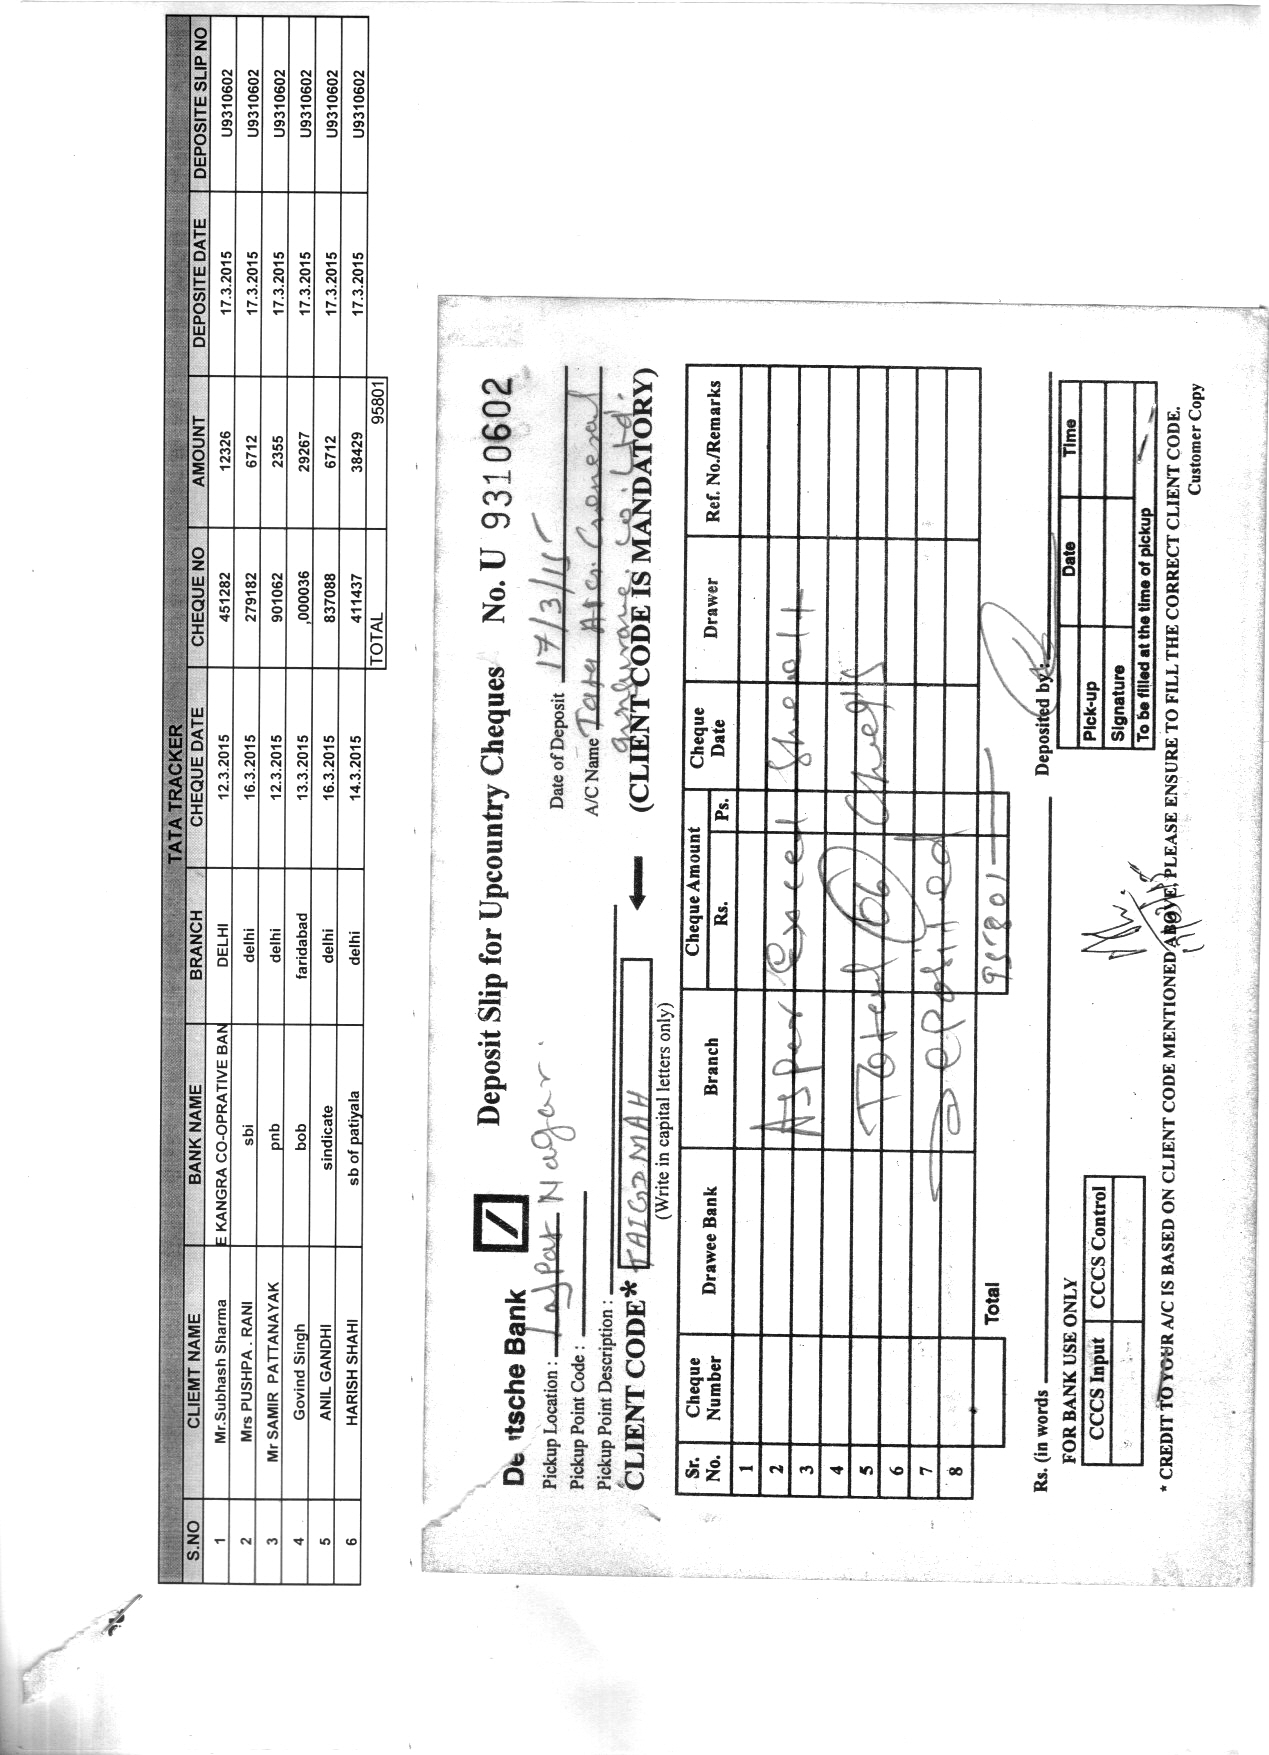 TATA TRACKER
S.NO CLIEMT NAME BANK NAME BRANCH CHEQUE DATE CHEQUE NO AMOUNT DEPOSITE DATE DEPOSITE SLIP NO
1 Mr.Subhash Sharma E KANGRA CO-OPRATIVE BAN DELHI 12.3.2015 451282 12326 17.3.2015 U9310602
2 Mrs PUSHPA . RANI sbi delhi 16.3.2015 279182 6712 17.3.2015 U9310602
3 Mr SAMIR PATTANAYAK pnb delhi 12.3.2015 901062 2355 17.3.2015 U9310602
4 Govind Singh bob faridabad 13.3.2015 ,000036 29267 17.3.2015 U9310602
5 ANIL GANDHI sindicate delhi 16.3.2015 837088 6712 17.3.2015 U9310602
6 HARISH SHAHI sb of patiyala delhi 14.3.2015 411437 38429 17.3.2015 U9310602
TOTAL 95801
Deutsche Bank Deposit Slip for Upcountry Cheques No. U 9310602
Pickup Location : Lajpat Nagar. Date of Deposit 17/3/15
Pickup Point Code : A/C Name Tata AIG General
Pickup Point Description : Insurance Co. Ltd.
CLIENT CODE* TAIGDMAH (CLIENT CODE IS MANDATORY)
(Write in capital letters only)
Sr. No. Cheque Number Drawee Bank Branch Cheque Amount Rs. Ps. Cheque Date Drawer Ref. No./Remarks
1
2 As per Excel Sheet
3
4
5 Total 06 Cheq's
6
7 Deposited
8
Total 95801
Rs. (in words Deposited by :
FOR BANK USE ONLY
CCCS Input CCCS Control
Date Time
Pick-up
Signature
To be filled at the time of pickup
* CREDIT TO YOUR A/C IS BASED ON CLIENT CODE MENTIONED ABOVE, PLEASE ENSURE TO FILL THE CORRECT CLIENT CODE.
Customer Copy